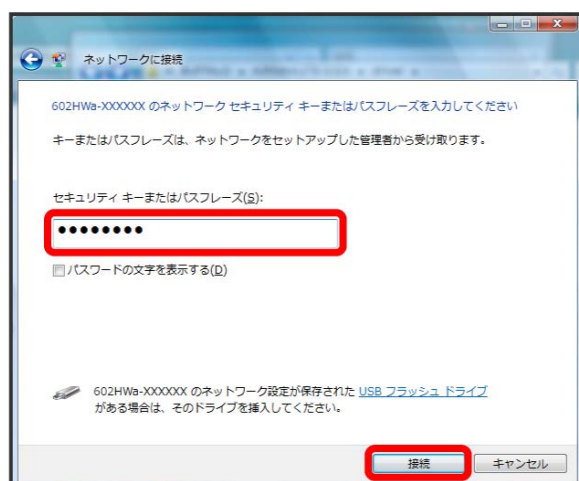 ネットワークに接続
602HWa-XXXXXX のネットワーク セキュリティ キーまたはパスフレーズを入力してください
キーまたはパスフレーズは、ネットワークをセットアップした管理者から受け取ります。
セキュリティ キーまたはパスフレーズ(S):
●●●●●●●●
パスワードの文字を表示する(D)
602HWa-XXXXXX のネットワーク設定が保存された USB フラッシュ ドライブ
がある場合は、そのドライブを挿入してください。
接続 キャンセル